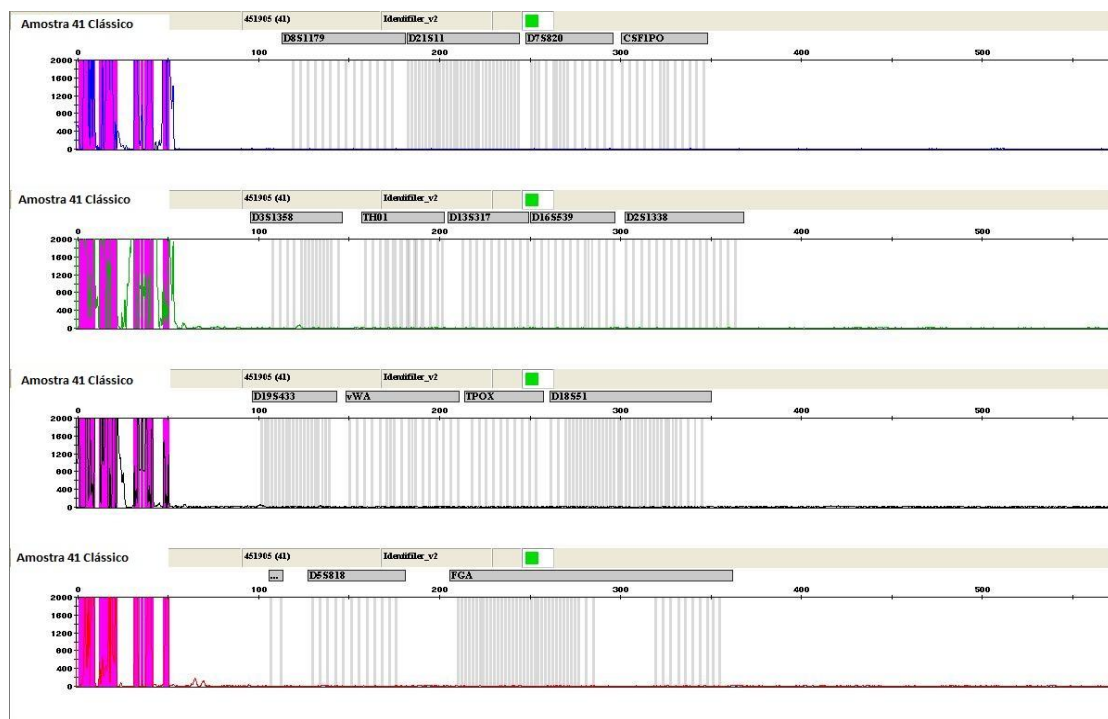 Amostra 41 Clássico 451905 (41) Identifiler_v2
D8S1179 D21S11 D7S820 CSF1PO
0 100 200 300 400 500
2000
1600
1200
800
400
0
Amostra 41 Clássico 451905 (41) Identifiler_v2
D3S1358 TH01 D13S317 D16S539 D2S1338
0 100 200 300 400 500
2000
1600
1200
800
400
0
Amostra 41 Clássico 451905 (41) Identifiler_v2
D19S433 vWA TPOX D18S51
0 100 200 300 400 500
2000
1600
1200
800
400
0
Amostra 41 Clássico 451905 (41) Identifiler_v2
... D5S818 FGA
0 100 200 300 400 500
2000
1600
1200
800
400
0